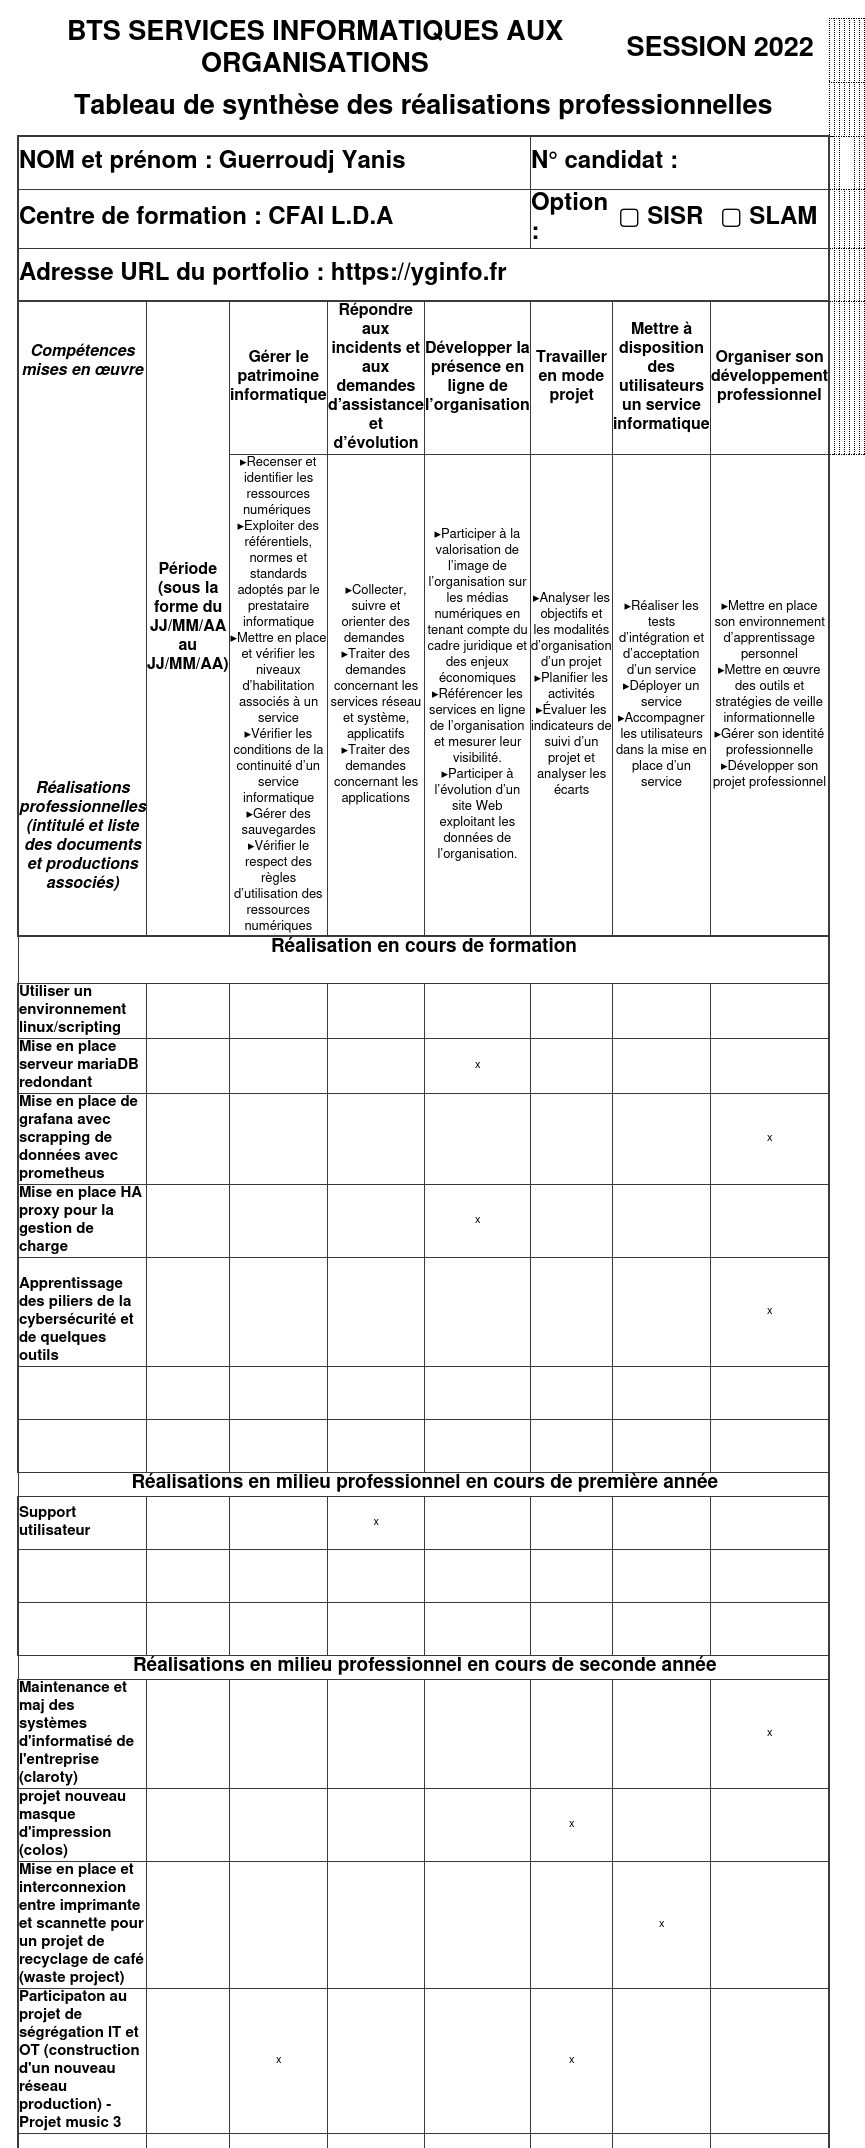 BTS SERVICES INFORMATIQUES AUX
ORGANISATIONS
SESSION 2022
Tableau de synthèse des réalisations professionnelles
NOM et prénom : Guerroudj Yanis
N° candidat :
Centre de formation : CFAI L.D.A
Option
:
▢ SISR ▢ SLAM
Adresse URL du portfolio : https://yginfo.fr
Compétences
mises en œuvre
Réalisations
professionnelles
(intitulé et liste
des documents
et productions
associés)
Période
(sous la
forme du
JJ/MM/AA
au
JJ/MM/AA)
Gérer le
patrimoine
informatique
Répondre
aux
incidents et
aux
demandes
d’assistance
et
d’évolution
Développer la
présence en
ligne de
l’organisation
Travailler
en mode
projet
Mettre à
disposition
des
utilisateurs
un service
informatique
Organiser son
développement
professionnel
▸Recenser et
identifier les
ressources
numériques
▸Exploiter des
référentiels,
normes et
standards
adoptés par le
prestataire
informatique
▸Mettre en place
et vérifier les
niveaux
d’habilitation
associés à un
service
▸Vérifier les
conditions de la
continuité d’un
service
informatique
▸Gérer des
sauvegardes
▸Vérifier le
respect des
règles
d’utilisation des
ressources
numériques
▸Collecter,
suivre et
orienter des
demandes
▸Traiter des
demandes
concernant les
services réseau
et système,
applicatifs
▸Traiter des
demandes
concernant les
applications
▸Participer à la
valorisation de
l’image de
l’organisation sur
les médias
numériques en
tenant compte du
cadre juridique et
des enjeux
économiques
▸Référencer les
services en ligne
de l’organisation
et mesurer leur
visibilité.
▸Participer à
l’évolution d’un
site Web
exploitant les
données de
l’organisation.
▸Analyser les
objectifs et
les modalités
d’organisation
d’un projet
▸Planifier les
activités
▸Évaluer les
indicateurs de
suivi d’un
projet et
analyser les
écarts
▸Réaliser les
tests
d’intégration et
d’acceptation
d’un service
▸Déployer un
service
▸Accompagner
les utilisateurs
dans la mise en
place d’un
service
▸Mettre en place
son environnement
d’apprentissage
personnel
▸Mettre en œuvre
des outils et
stratégies de veille
informationnelle
▸Gérer son identité
professionnelle
▸Développer son
projet professionnel
Réalisation en cours de formation
Utiliser un
environnement
linux/scripting
Mise en place
serveur mariaDB
redondant
x
Mise en place de
grafana avec
scrapping de
données avec
prometheus
x
Mise en place HA
proxy pour la
gestion de
charge
x
Apprentissage
des piliers de la
cybersécurité et
de quelques
outils
x
Réalisations en milieu professionnel en cours de première année
Support
utilisateur
x
Réalisations en milieu professionnel en cours de seconde année
Maintenance et
maj des
systèmes
d'informatisé de
l'entreprise
(claroty)
x
projet nouveau
masque
d'impression
(colos)
x
Mise en place et
interconnexion
entre imprimante
et scannette pour
un projet de
recyclage de café
(waste project)
x
Participaton au
projet de
ségrégation IT et
OT (construction
d'un nouveau
réseau
production) -
Projet music 3
x x